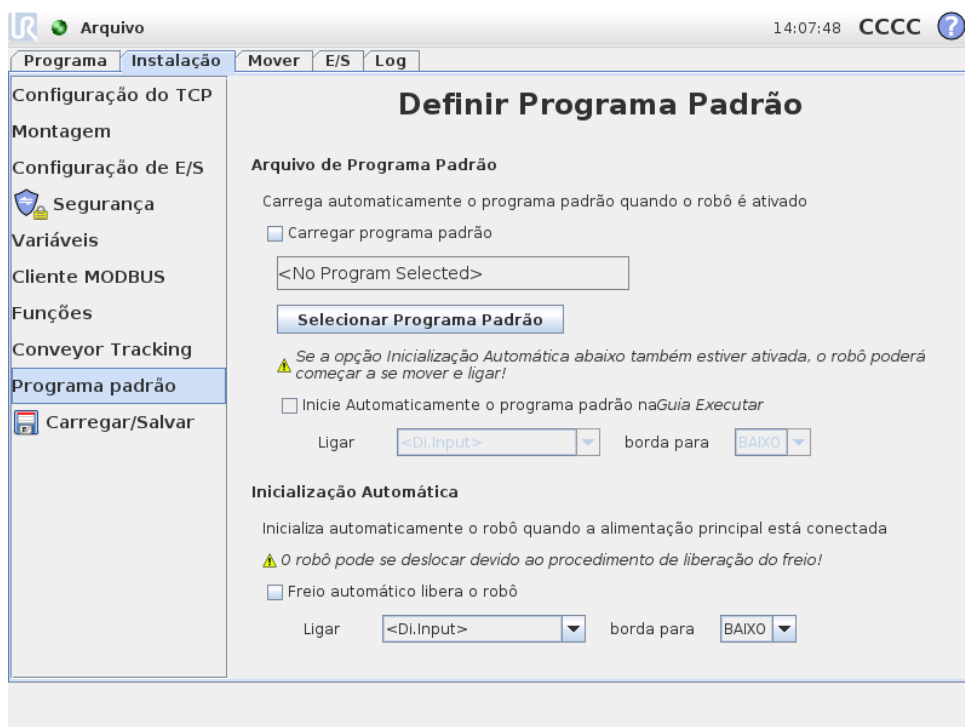 UR Arquivo 14:07:48 CCCC ?
Programa Instalação Mover E/S Log
Configuração do TCP
Montagem
Configuração de E/S
Segurança
Variáveis
Cliente MODBUS
Funções
Conveyor Tracking
Programa padrão
Carregar/Salvar
Definir Programa Padrão
Arquivo de Programa Padrão
Carrega automaticamente o programa padrão quando o robô é ativado
Carregar programa padrão
<No Program Selected>
Selecionar Programa Padrão
Se a opção Inicialização Automática abaixo também estiver ativada, o robô poderá
começar a se mover e ligar!
Inicie Automaticamente o programa padrão naGuia Executar
Ligar <Di.Input> borda para BAIXO
Inicialização Automática
Inicializa automaticamente o robô quando a alimentação principal está conectada
O robô pode se deslocar devido ao procedimento de liberação do freio!
Freio automático libera o robô
Ligar <Di.Input> borda para BAIXO